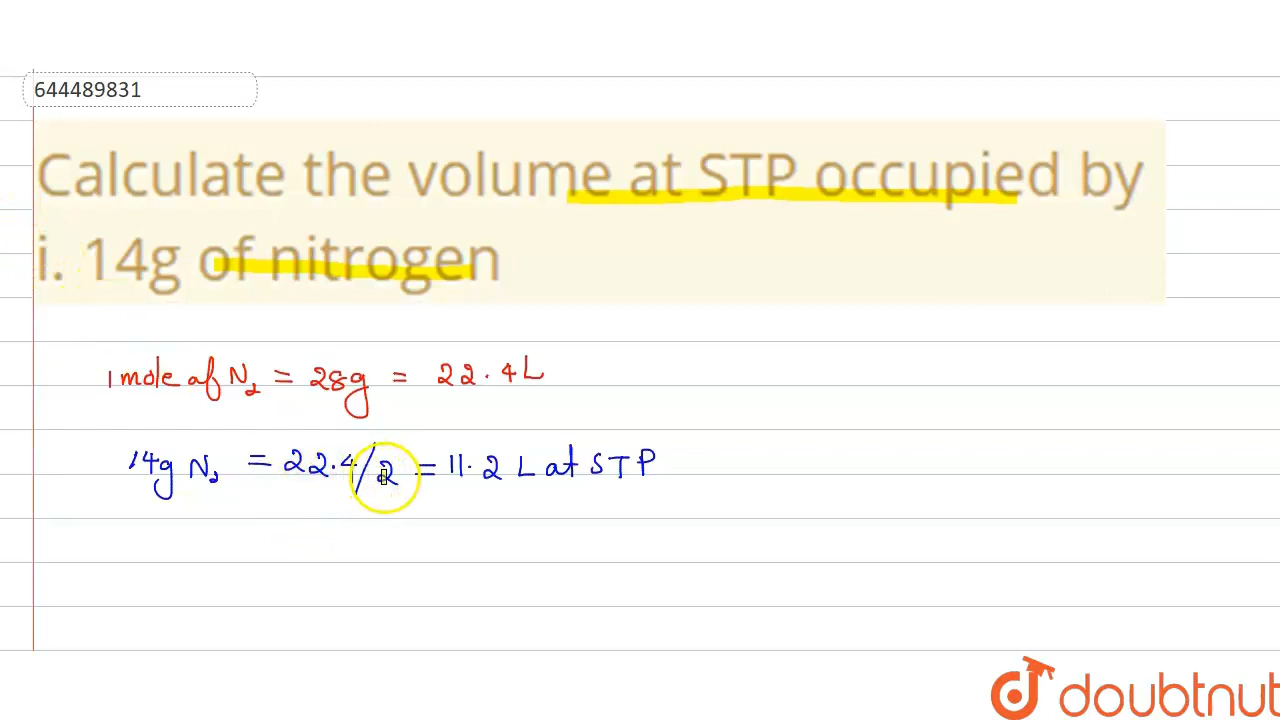 644489831
Calculate the volume at STP occupied by
i. 14g of nitrogen
1 mole of N₂ = 28g = 22.4L
14g N₂ = 22.4/2 = 11.2 L at STP
doubtnut